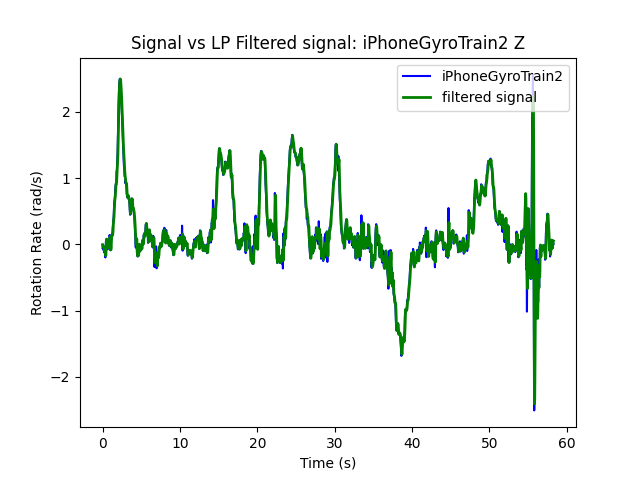 Signal vs LP Filtered signal: iPhoneGyroTrain2 Z
iPhoneGyroTrain2
filtered signal
Rotation Rate (rad/s)
2
1
0
−1
−2
0 10 20 30 40 50 60
Time (s)